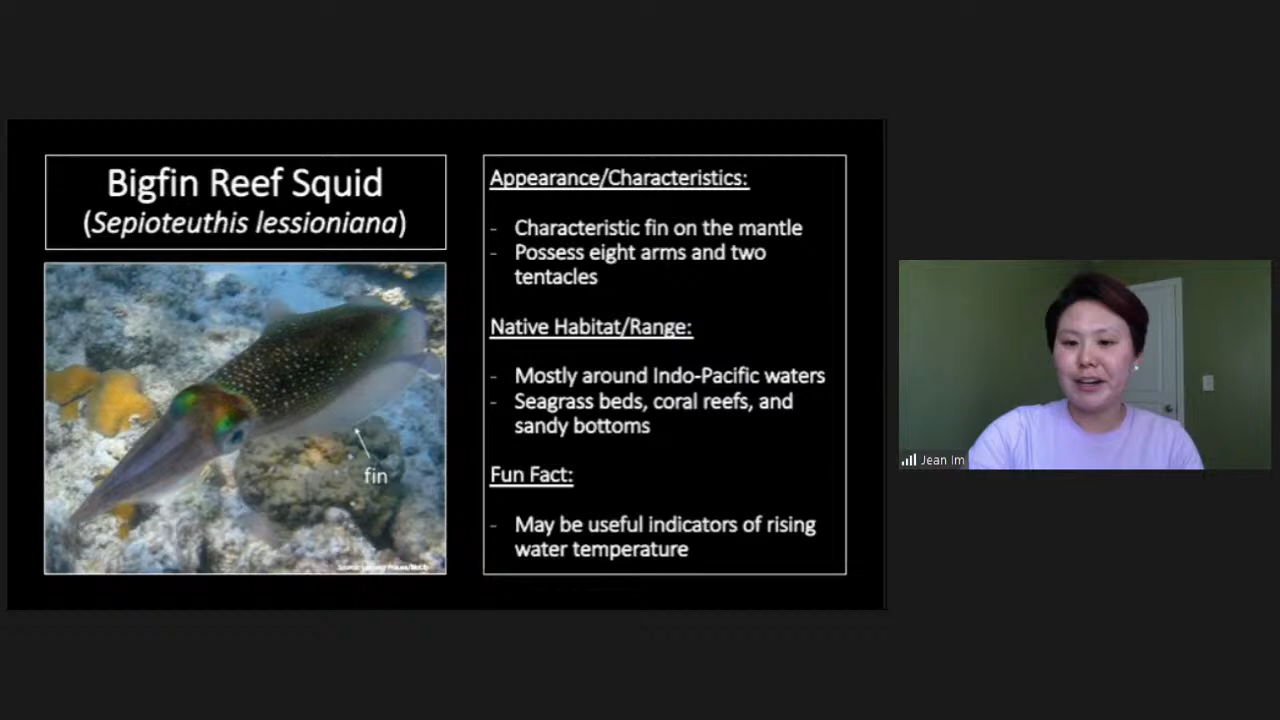 Bigfin Reef Squid
(Sepioteuthis lessioniana)
fin
Appearance/Characteristics:
- Characteristic fin on the mantle
- Possess eight arms and two
tentacles
Native Habitat/Range:
- Mostly around Indo-Pacific waters
- Seagrass beds, coral reefs, and
sandy bottoms
Fun Fact:
- May be useful indicators of rising
water temperature
Jean Im